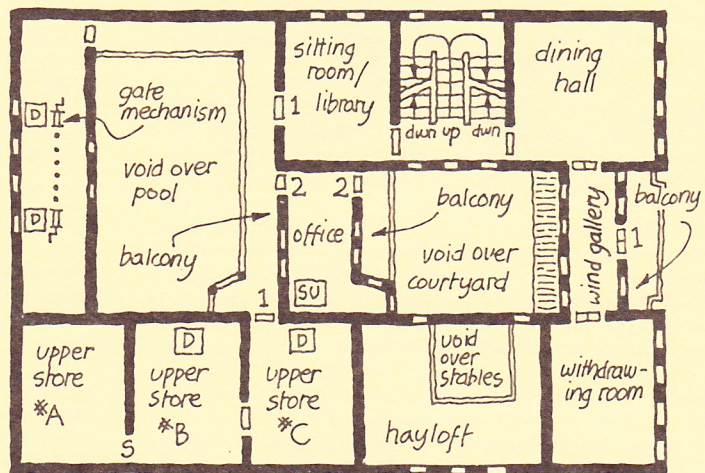 sitting
room/
library
dining
hall
gate
mechanism
D
1
dwn up dwn
void over
pool
2
2
office
balcony
balcony
balcony
void over
courtyard
wind gallery
1
D
SU
1
upper
store
*A
S
D
upper
store
*B
D
upper
store
*C
void
over
stables
hayloft
withdraw-
ing room